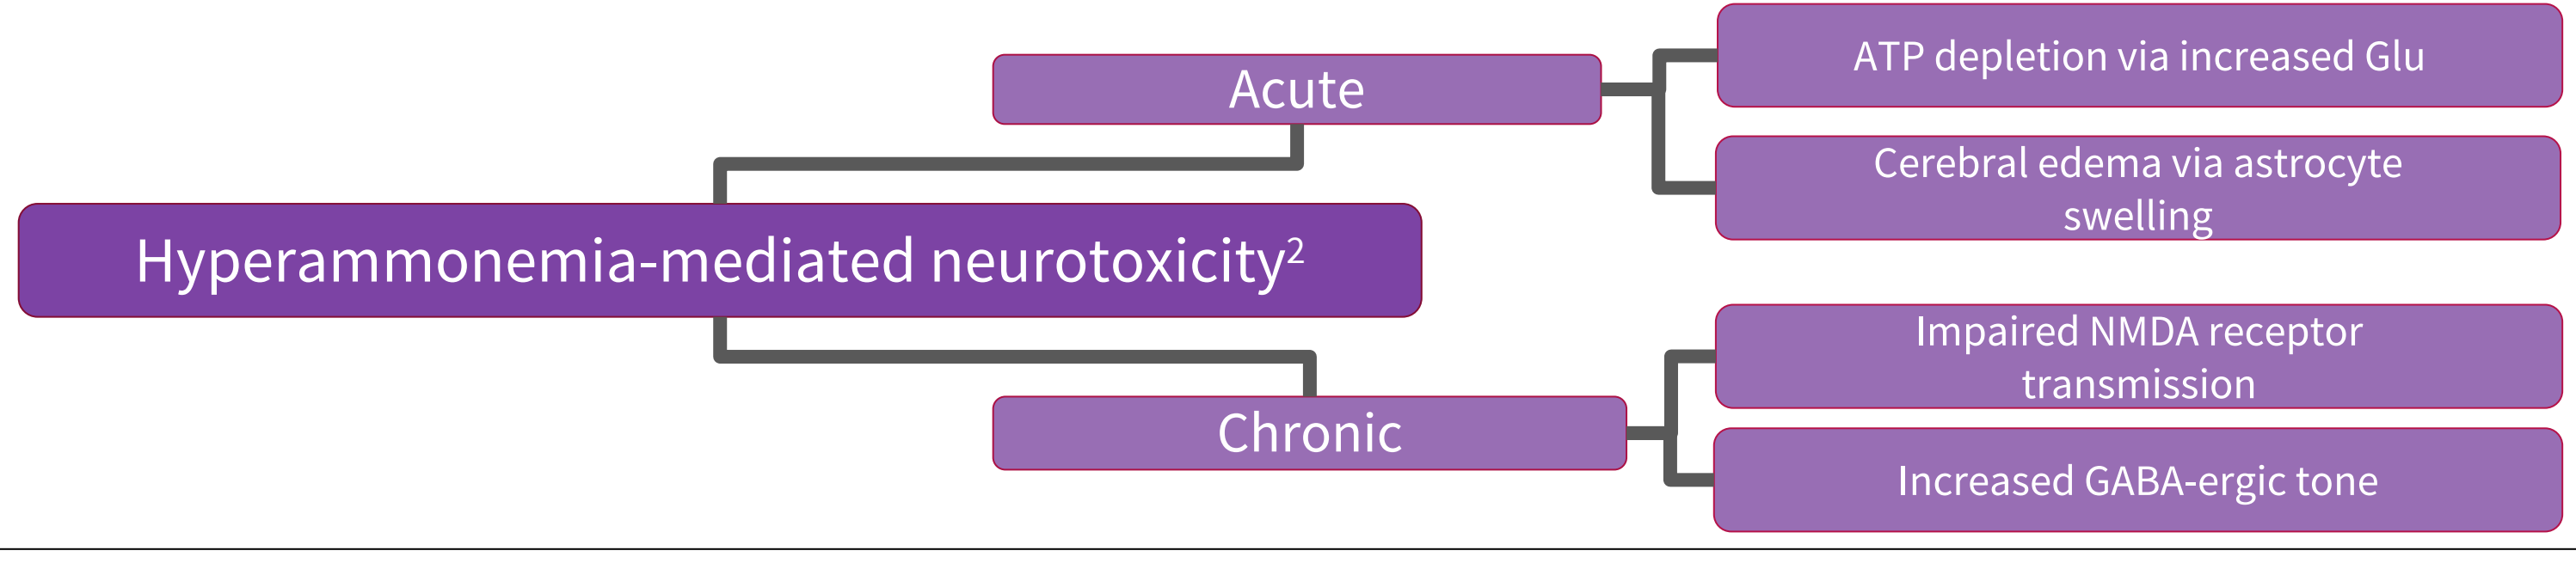 Acute
ATP depletion via increased Glu
Cerebral edema via astrocyte
swelling
Hyperammonemia-mediated neurotoxicity²
Chronic
Impaired NMDA receptor
transmission
Increased GABA-ergic tone